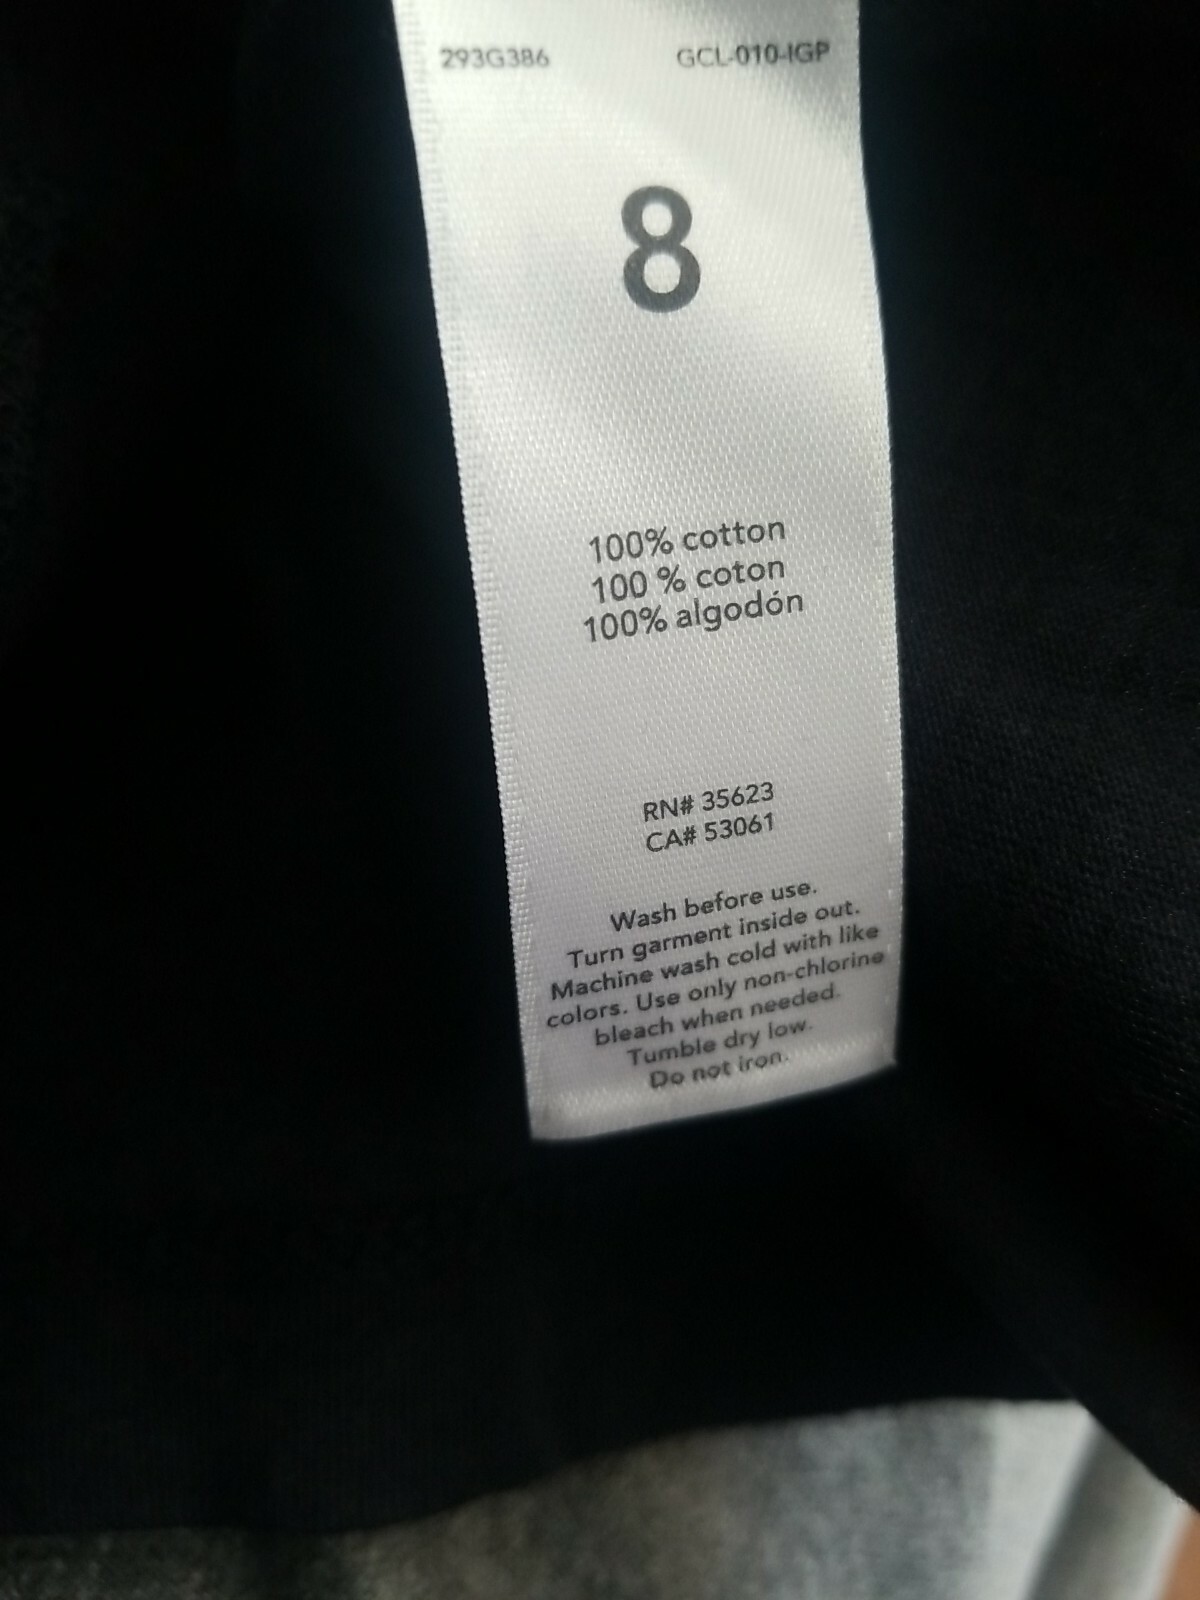 293G386 GCL-010-IGP
8
100% cotton
100 % coton
100% algodón
RN# 35623
CA# 53061
Wash before use.
Turn garment inside out.
Machine wash cold with like
colors. Use only non-chlorine
bleach when needed.
Tumble dry low.
Do not iron.